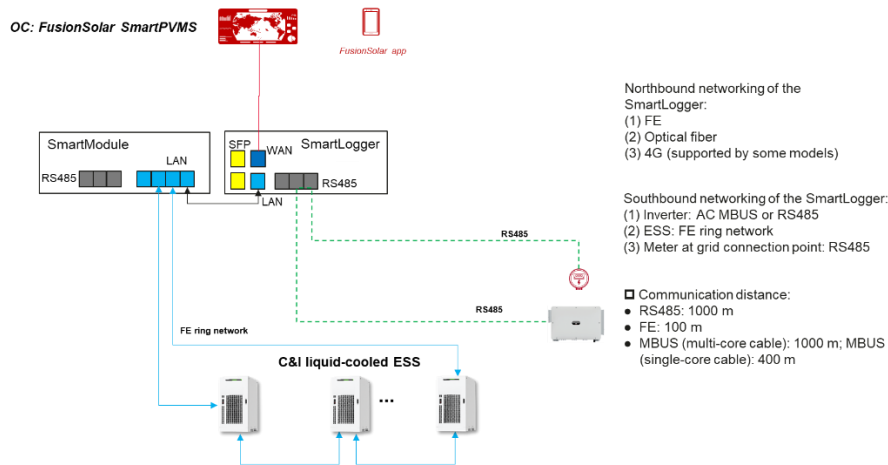 OC: FusionSolar SmartPVMS
FusionSolar app
SmartModule
LAN
RS485
SFP
WAN
SmartLogger
RS485
LAN
RS485
RS485
FE ring network
C&I liquid-cooled ESS
...
Northbound networking of the
SmartLogger:
(1) FE
(2) Optical fiber
(3) 4G (supported by some models)
Southbound networking of the SmartLogger:
(1) Inverter: AC MBUS or RS485
(2) ESS: FE ring network
(3) Meter at grid connection point: RS485
Communication distance:
● RS485: 1000 m
● FE: 100 m
● MBUS (multi-core cable): 1000 m; MBUS
(single-core cable): 400 m